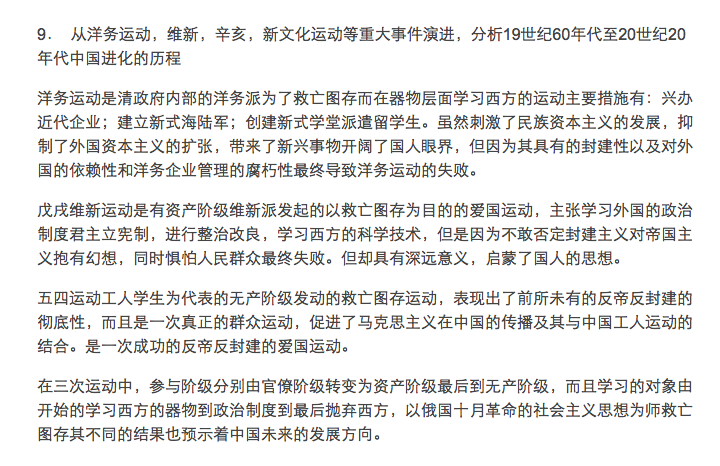 9． 从洋务运动，维新，辛亥，新文化运动等重大事件演进，分析19世纪60年代至20世纪20
年代中国进化的历程
洋务运动是清政府内部的洋务派为了救亡图存而在器物层面学习西方的运动主要措施有：兴办
近代企业；建立新式海陆军；创建新式学堂派遣留学生。虽然刺激了民族资本主义的发展，抑
制了外国资本主义的扩张，带来了新兴事物开阔了国人眼界，但因为其具有的封建性以及对外
国的依赖性和洋务企业管理的腐朽性最终导致洋务运动的失败。
戊戌维新运动是有资产阶级维新派发起的以救亡图存为目的的爱国运动，主张学习外国的政治
制度君主立宪制，进行整治改良，学习西方的科学技术，但是因为不敢否定封建主义对帝国主
义抱有幻想，同时惧怕人民群众最终失败。但却具有深远意义，启蒙了国人的思想。
五四运动工人学生为代表的无产阶级发动的救亡图存运动，表现出了前所未有的反帝反封建的
彻底性，而且是一次真正的群众运动，促进了马克思主义在中国的传播及其与中国工人运动的
结合。是一次成功的反帝反封建的爱国运动。
在三次运动中，参与阶级分别由官僚阶级转变为资产阶级最后到无产阶级，而且学习的对象由
开始的学习西方的器物到政治制度到最后抛弃西方，以俄国十月革命的社会主义思想为师救亡
图存其不同的结果也预示着中国未来的发展方向。